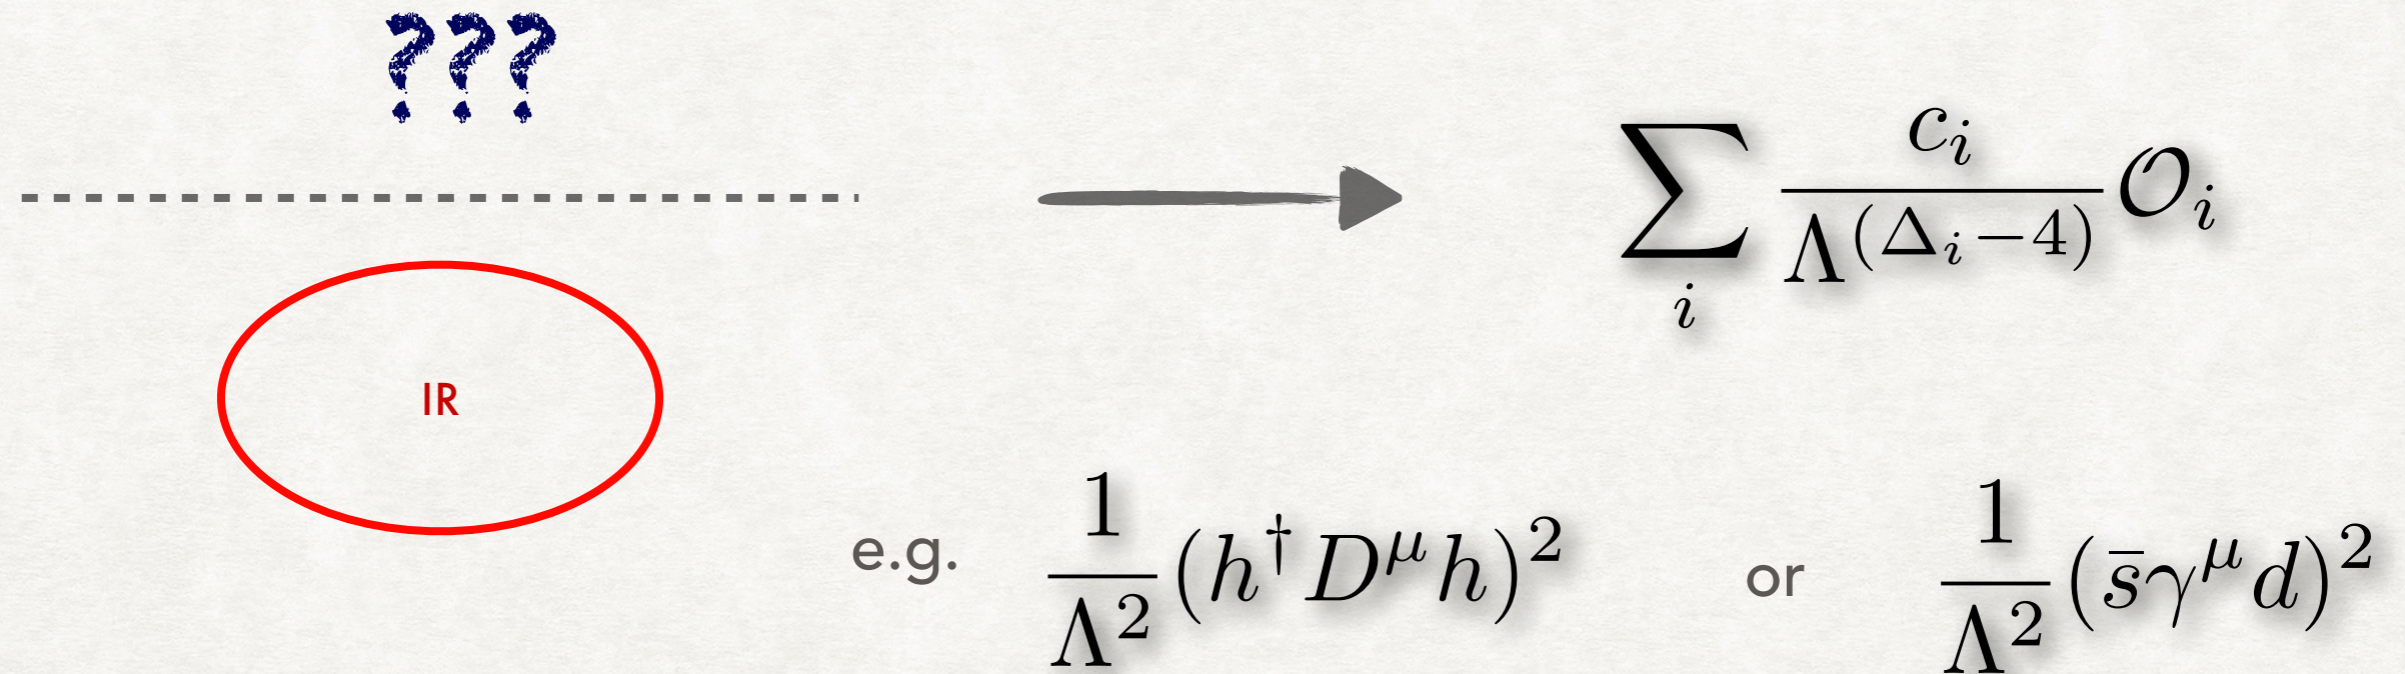 ???
$\sum_i \frac{c_i}{\Lambda^{(\Delta_i - 4)}} \mathcal{O}_i$
IR
e.g. $\frac{1}{\Lambda^2} (h^\dagger D^\mu h)^2$ or $\frac{1}{\Lambda^2} (\bar{s} \gamma^\mu d)^2$